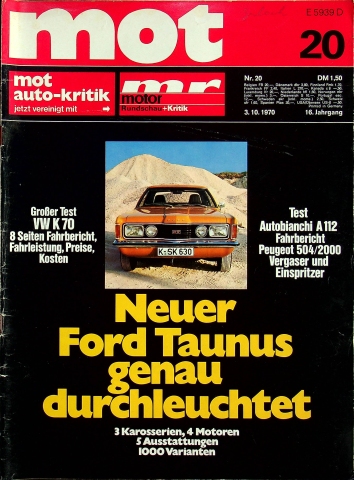 mot
E 5939 D
20
mot
auto-kritik
jetzt vereinigt mit
mr
motor
Rundschau+Kritik
Nr. 20
DM 1,50
3. 10. 1970
16. Jahrgang
Großer Test
VW K 70
8 Seiten Fahrbericht,
Fahrleistung, Preise,
Kosten
Test
Autobianchi A 112
Fahrbericht
Peugeot 504/2000
Vergaser und
Einspritzer
K·SK 630
Neuer
Ford Taunus
genau
durchleuchtet
3 Karosserien, 4 Motoren
5 Ausstattungen
1000 Varianten